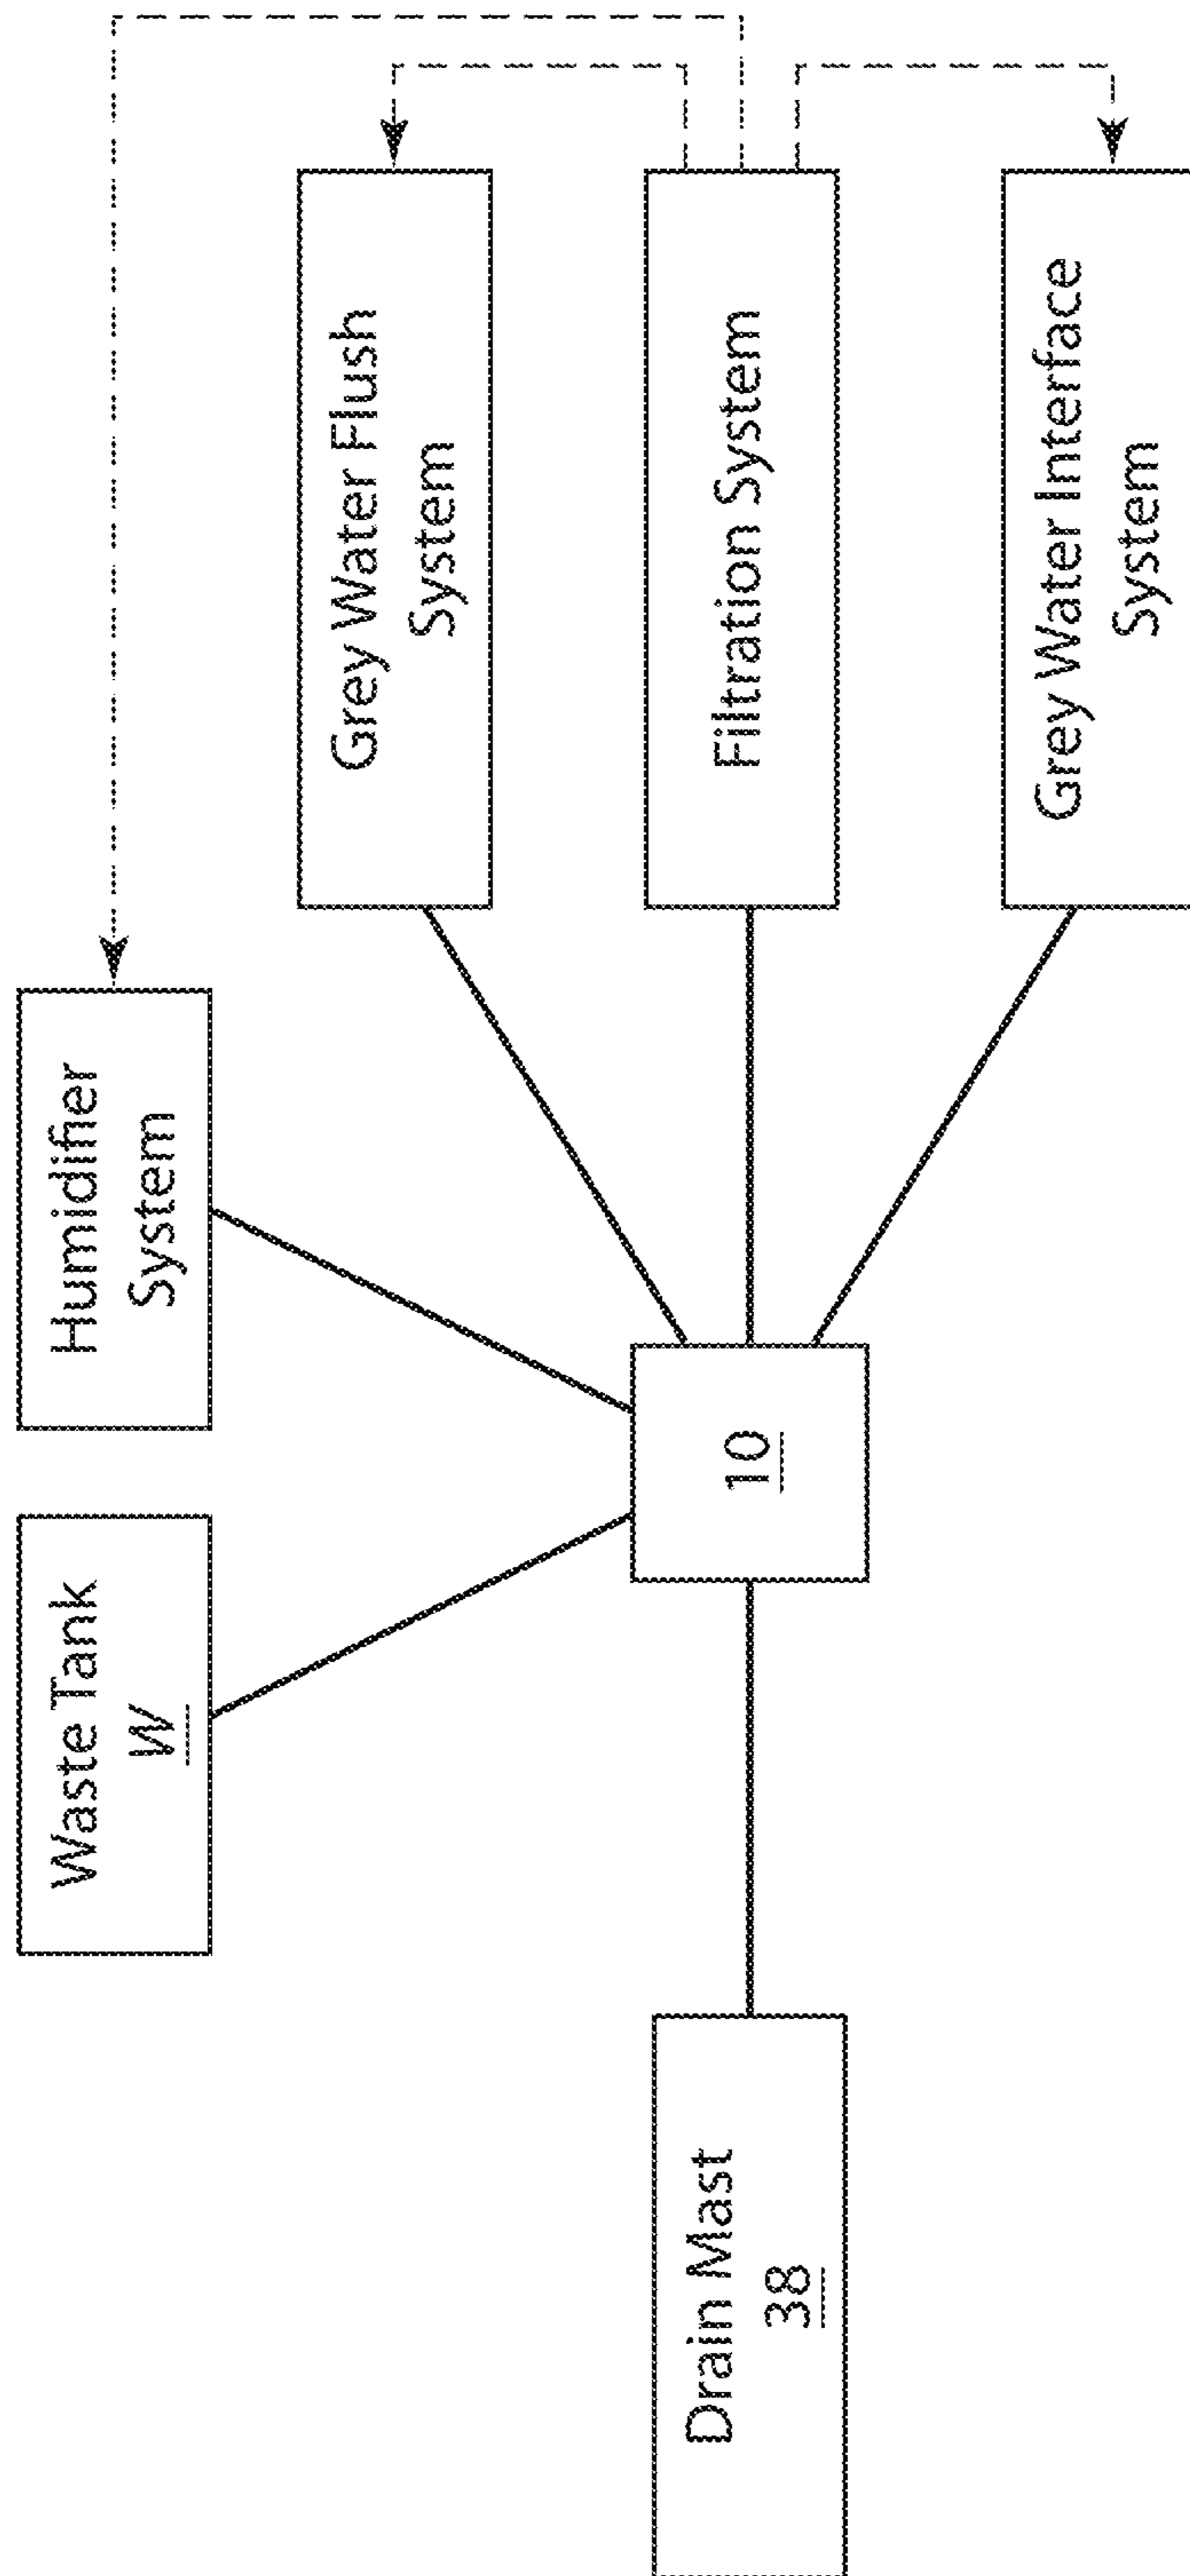 Waste Tank
W
Humidifier
System
Grey Water Flush
System
Drain Mast
38
10
Filtration System
Grey Water Interface
System